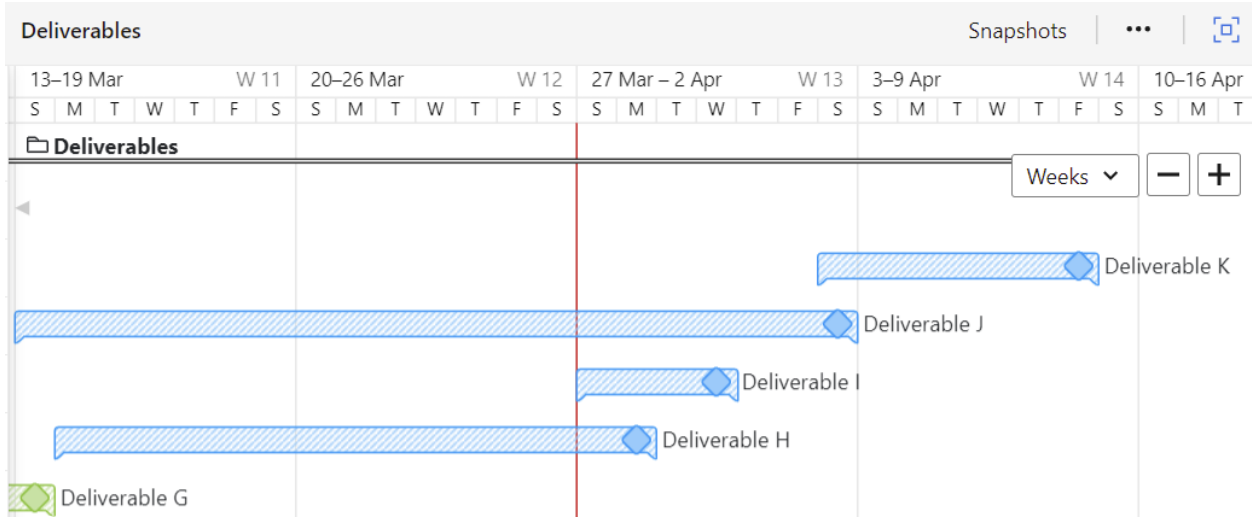 Deliverables Snapshots •••
13–19 Mar W 11 20–26 Mar W 12 27 Mar – 2 Apr W 13 3–9 Apr W 14 10–16 Apr
S M T W T F S S M T W T F S S M T W T F S S M T W T F S S M T
Deliverables
Weeks
Deliverable K
Deliverable J
Deliverable I
Deliverable H
Deliverable G